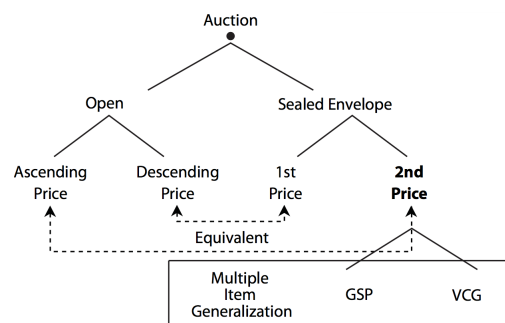 Auction
Open
Sealed Envelope
Ascending
Price
Descending
Price
1st
Price
2nd
Price
Equivalent
Multiple
Item
Generalization
GSP
VCG